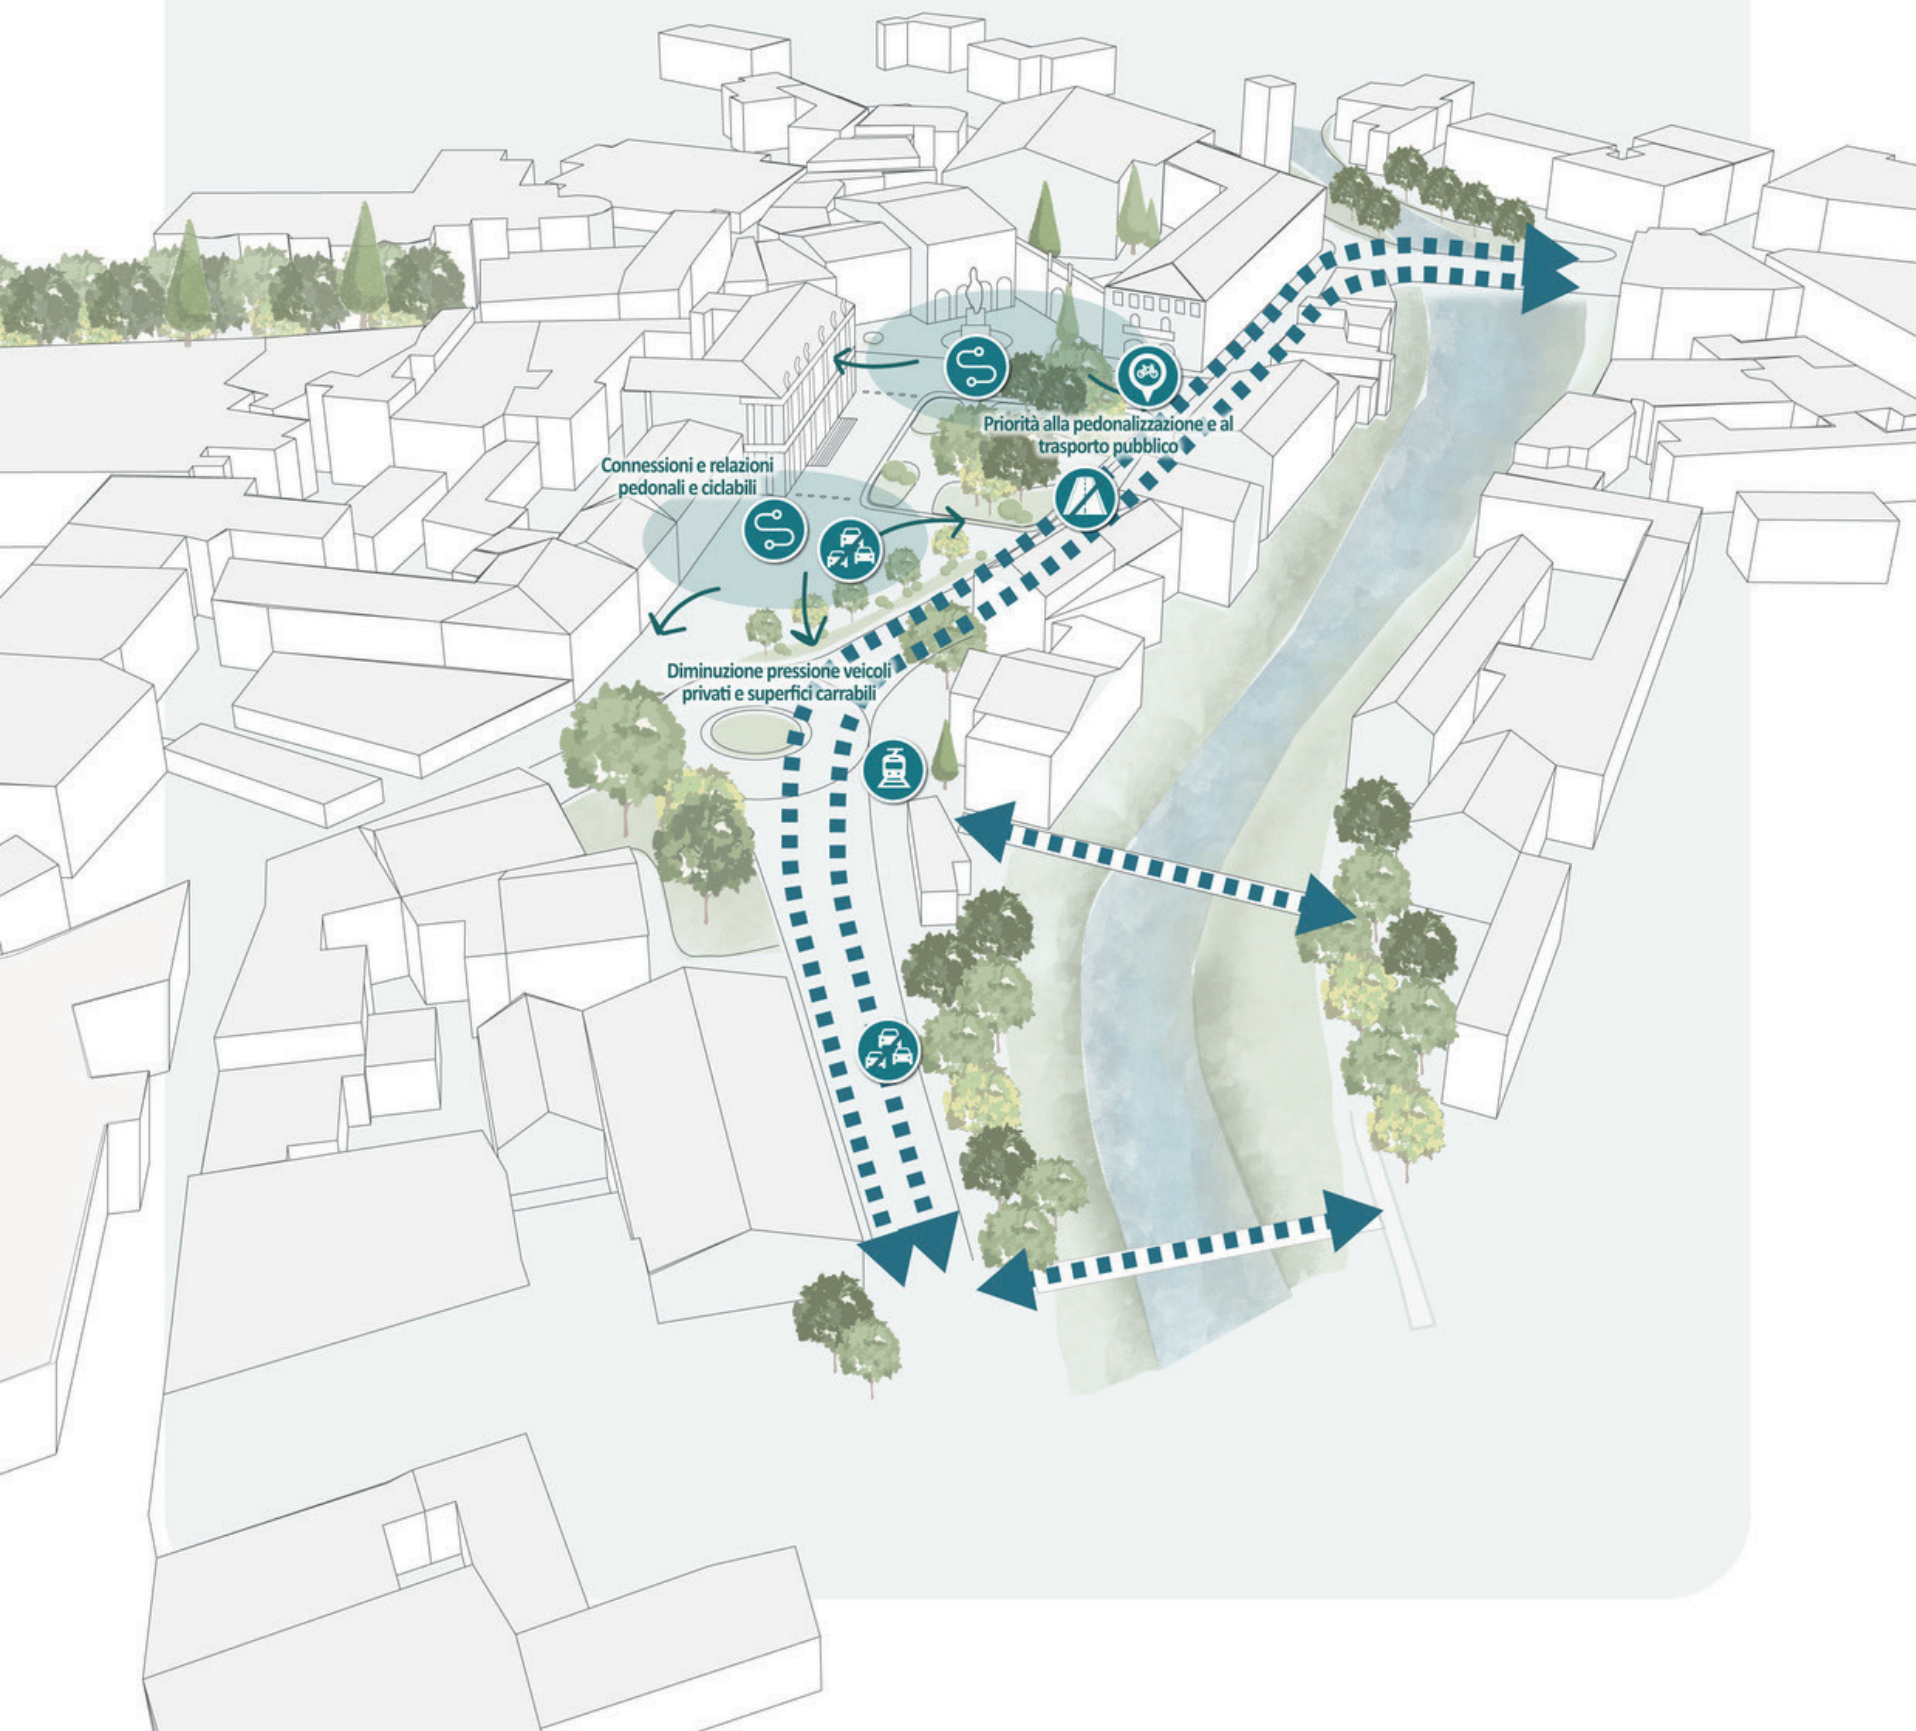 Priorità alla pedonalizzazione e al
trasporto pubblico
Connessioni e relazioni
pedonali e ciclabili
Diminuzione pressione veicoli
privati e superfici carrabili